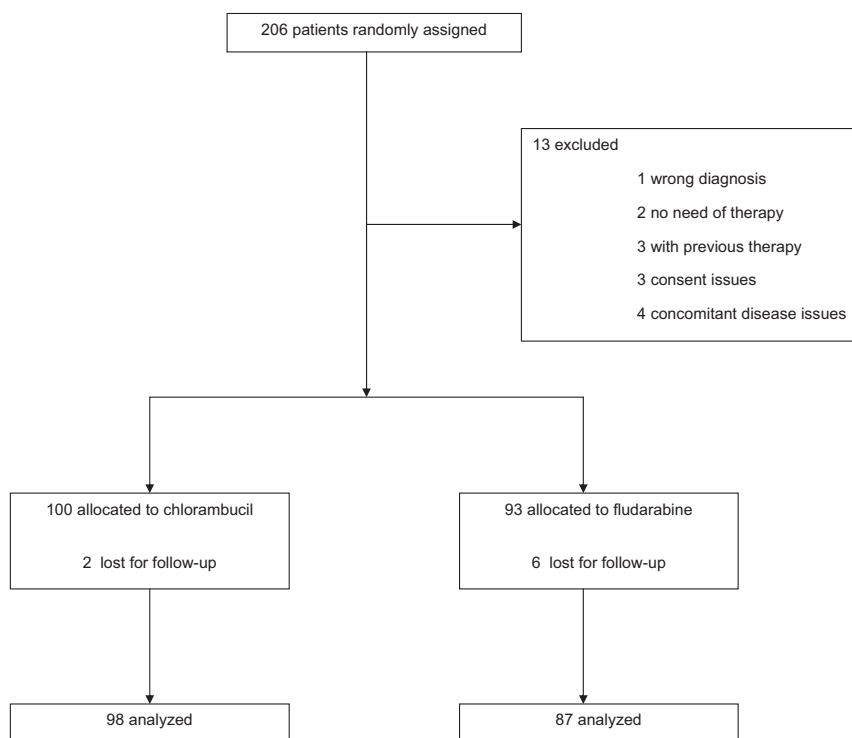 206 patients randomly assigned
13 excluded
1 wrong diagnosis
2 no need of therapy
3 with previous therapy
3 consent issues
4 concomitant disease issues
100 allocated to chlorambucil
2 lost for follow-up
93 allocated to fludarabine
6 lost for follow-up
98 analyzed
87 analyzed